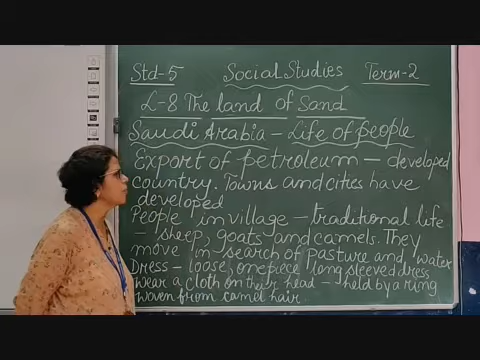 Std-5 Social Studies Term-2
L-8 The land of Sand
Saudi Arabia - Life of people
Export of petroleum - developed
country. Towns and cities have
developed
People in village - traditional life
- sheep, goats and camels. They
move in search of pasture and water
Dress - loose, one piece long sleeved dress
Wear a cloth on their head - held by a ring
woven from camel hair.